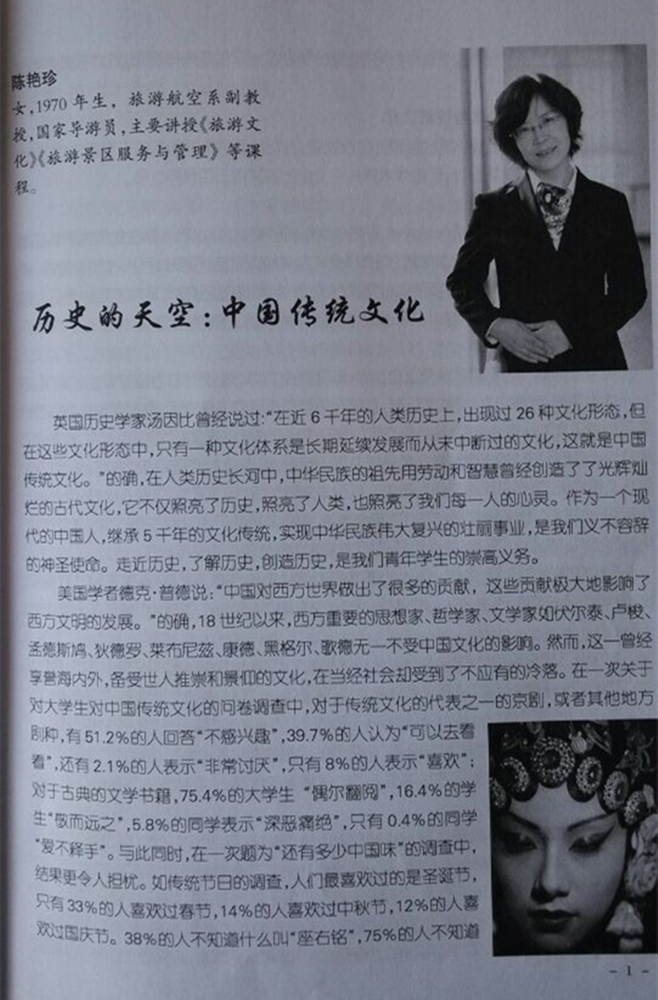 陈艳珍
女,1970 年生，旅游航空系副教
授,国家导游员,主要讲授《旅游文
化》《旅游景区服务与管理》等课
程。
历史的天空:中国传统文化
英国历史学家汤因比曾经说过:“在近 6 千年的人类历史上,出现过 26 种文化形态,但
在这些文化形态中,只有一种文化体系是长期延续发展而从未中断过的文化,这就是中国
传统文化。”的确,在人类历史长河中,中华民族的祖先用劳动和智慧曾经创造了了光辉灿
烂的古代文化,它不仅照亮了历史,照亮了人类,也照亮了我们每一人的心灵。作为一个现
代的中国人,继承 5 千年的文化传统,实现中华民族伟大复兴的壮丽事业,是我们义不容辞
的神圣使命。走近历史,了解历史,创造历史,是我们青年学生的崇高义务。
美国学者德克·普德说:“中国对西方世界做出了很多的贡献，这些贡献极大地影响了
西方文明的发展。”的确,18 世纪以来,西方重要的思想家、哲学家、文学家如伏尔泰、卢梭、
孟德斯鸠、狄德罗、莱布尼兹、康德、黑格尔、歌德无一不受中国文化的影响。然而,这一曾经
享誉海内外,备受世人推崇和景仰的文化,在当经社会却受到了不应有的冷落。在一次关于
对大学生对中国传统文化的问卷调查中,对于传统文化的代表之一的京剧,或者其他地方
剧种,有 51.2%的人回答“不感兴趣”,39.7%的人认为“可以去看
看”,还有 2.1%的人表示“非常讨厌”,只有 8%的人表示“喜欢”；
对于古典的文学书籍,75.4%的大学生 “偶尔翻阅”,16.4%的学
生“敬而远之”,5.8%的同学表示“深恶痛绝”,只有 0.4%的同学
“爱不释手”。与此同时,在一次题为“还有多少中国味”的调查中,
结果更令人担忧。如传统节日的调查,人们最喜欢过的是圣诞节,
只有 33%的人喜欢过春节,14%的人喜欢过中秋节,12%的人喜
欢过国庆节。38%的人不知道什么叫“座右铭”,75%的人不知道
- 1 -